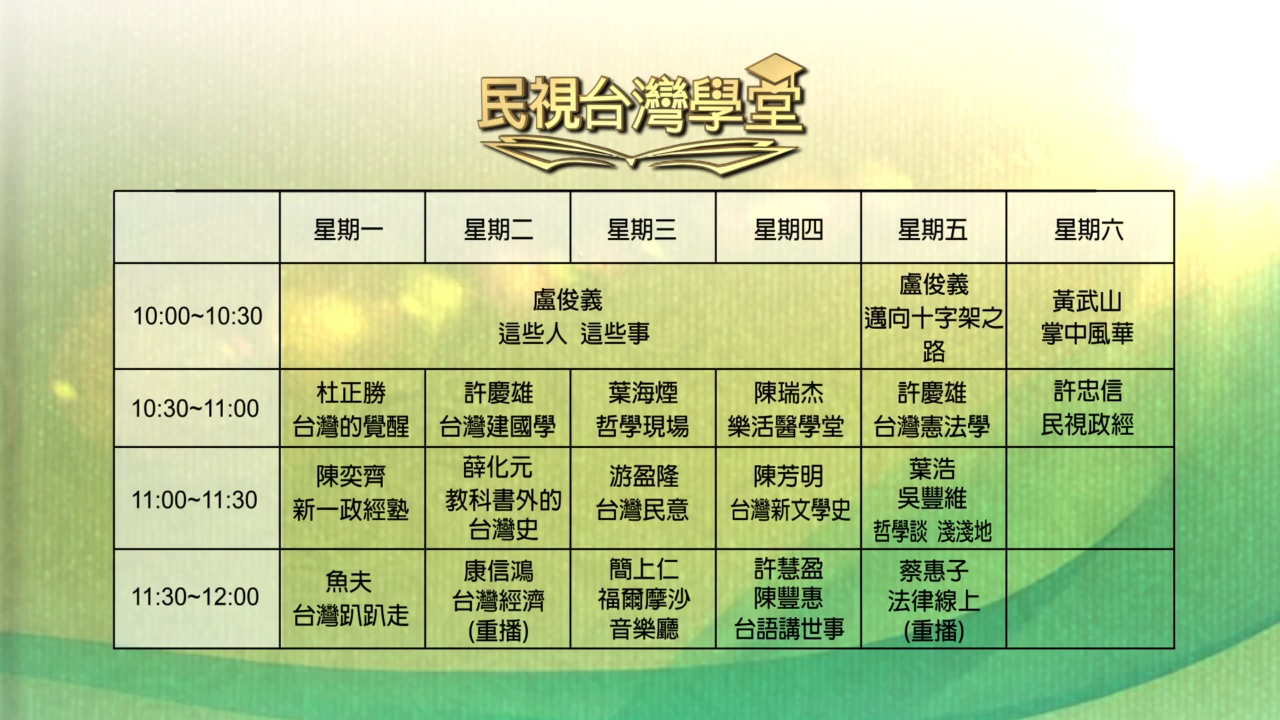 民視台灣學堂
星期一 星期二 星期三 星期四 星期五 星期六
10:00~10:30
盧俊義
這些人 這些事
盧俊義
邁向十字架之
路
黃武山
掌中風華
10:30~11:00
杜正勝
台灣的覺醒
許慶雄
台灣建國學
葉海煙
哲學現場
陳瑞杰
樂活醫學堂
許慶雄
台灣憲法學
許忠信
民視政經
11:00~11:30
陳奕齊
新一政經塾
薛化元
教科書外的
台灣史
游盈隆
台灣民意
陳芳明
台灣新文學史
葉浩
吳豐維
哲學談 淺淺地
11:30~12:00
魚夫
台灣趴趴走
康信鴻
台灣經濟
(重播)
簡上仁
福爾摩沙
音樂廳
許慧盈
陳豐惠
台語講世事
蔡惠子
法律線上
(重播)